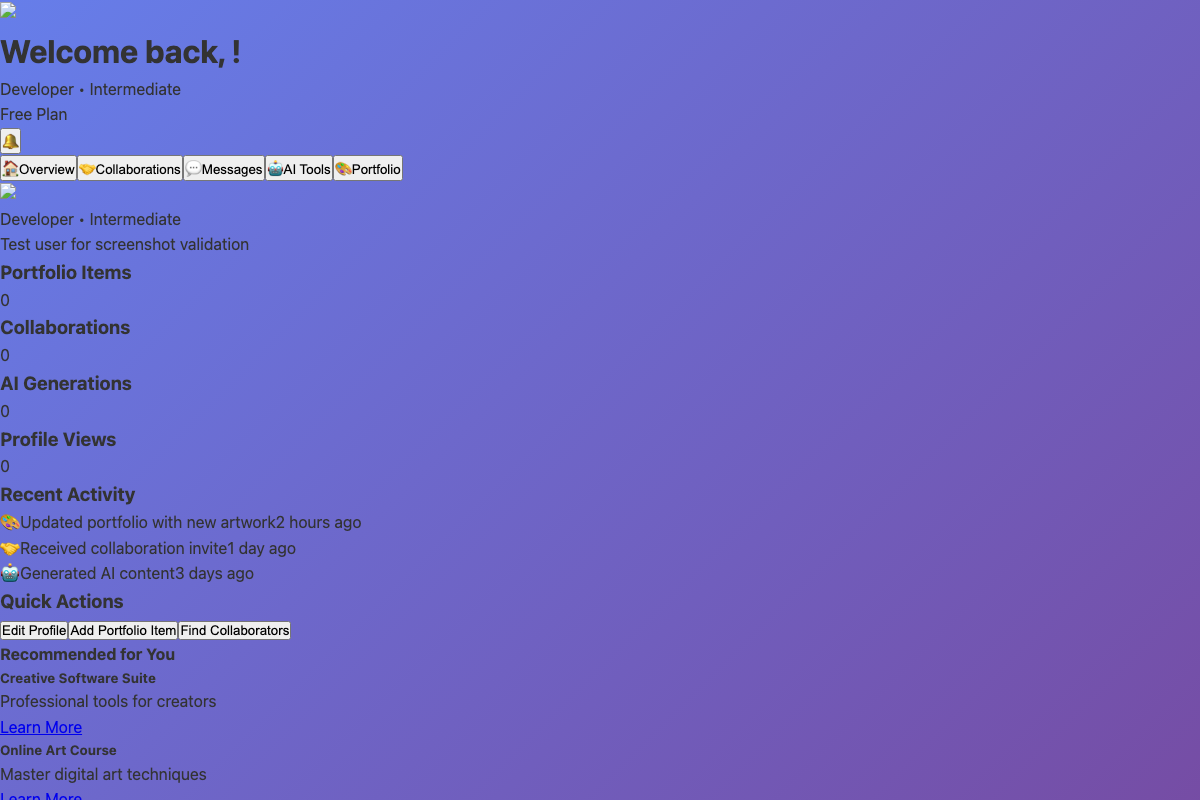 Welcome back, !
Developer • Intermediate
Free Plan
🔔
🏠Overview 🤝Collaborations 💬Messages 🤖AI Tools 🎨Portfolio
Developer • Intermediate
Test user for screenshot validation
Portfolio Items
0
Collaborations
0
AI Generations
0
Profile Views
0
Recent Activity
🎨Updated portfolio with new artwork2 hours ago
🤝Received collaboration invite1 day ago
🤖Generated AI content3 days ago
Quick Actions
Edit Profile Add Portfolio Item Find Collaborators
Recommended for You
Creative Software Suite
Professional tools for creators
Learn More
Online Art Course
Master digital art techniques
Learn More